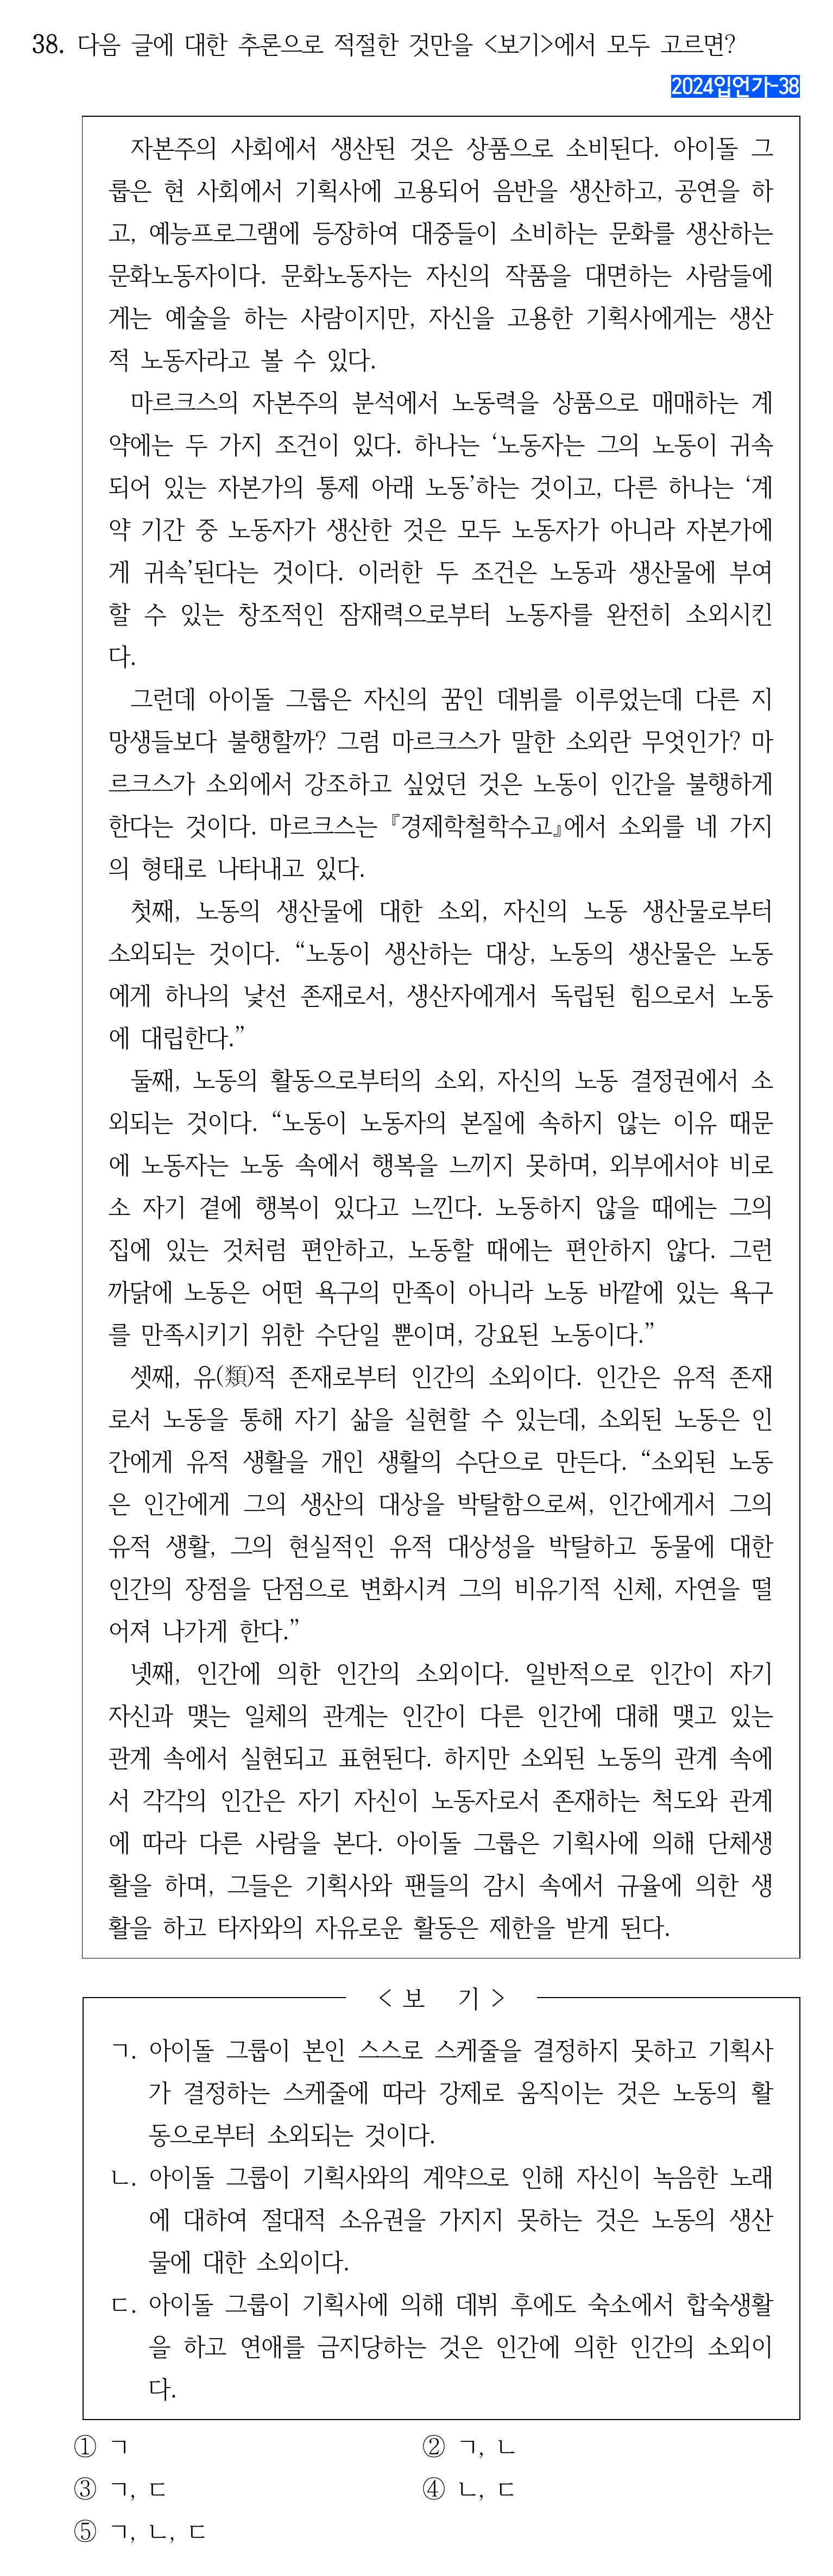 38. 다음 글에 대한 추론으로 적절한 것만을 <보기>에서 모두 고르면?
2024입언가-38
자본주의 사회에서 생산된 것은 상품으로 소비된다. 아이돌 그
룹은 현 사회에서 기획사에 고용되어 음반을 생산하고, 공연을 하
고, 예능프로그램에 등장하여 대중들이 소비하는 문화를 생산하는
문화노동자이다. 문화노동자는 자신의 작품을 대면하는 사람들에
게는 예술을 하는 사람이지만, 자신을 고용한 기획사에게는 생산
적 노동자라고 볼 수 있다.
마르크스의 자본주의 분석에서 노동력을 상품으로 매매하는 계
약에는 두 가지 조건이 있다. 하나는 ‘노동자는 그의 노동이 귀속
되어 있는 자본가의 통제 아래 노동’하는 것이고, 다른 하나는 ‘계
약 기간 중 노동자가 생산한 것은 모두 노동자가 아니라 자본가에
게 귀속’된다는 것이다. 이러한 두 조건은 노동과 생산물에 부여
할 수 있는 창조적인 잠재력으로부터 노동자를 완전히 소외시킨
다.
그런데 아이돌 그룹은 자신의 꿈인 데뷔를 이루었는데 다른 지
망생들보다 불행할까? 그럼 마르크스가 말한 소외란 무엇인가? 마
르크스가 소외에서 강조하고 싶었던 것은 노동이 인간을 불행하게
한다는 것이다. 마르크스는 『경제학철학수고』에서 소외를 네 가지
의 형태로 나타내고 있다.
첫째, 노동의 생산물에 대한 소외, 자신의 노동 생산물로부터
소외되는 것이다. “노동이 생산하는 대상, 노동의 생산물은 노동
에게 하나의 낯선 존재로서, 생산자에게서 독립된 힘으로서 노동
에 대립한다.”
둘째, 노동의 활동으로부터의 소외, 자신의 노동 결정권에서 소
외되는 것이다. “노동이 노동자의 본질에 속하지 않는 이유 때문
에 노동자는 노동 속에서 행복을 느끼지 못하며, 외부에서야 비로
소 자기 곁에 행복이 있다고 느낀다. 노동하지 않을 때에는 그의
집에 있는 것처럼 편안하고, 노동할 때에는 편안하지 않다. 그런
까닭에 노동은 어떤 욕구의 만족이 아니라 노동 바깥에 있는 욕구
를 만족시키기 위한 수단일 뿐이며, 강요된 노동이다.”
셋째, 유(類)적 존재로부터 인간의 소외이다. 인간은 유적 존재
로서 노동을 통해 자기 삶을 실현할 수 있는데, 소외된 노동은 인
간에게 유적 생활을 개인 생활의 수단으로 만든다. “소외된 노동
은 인간에게 그의 생산의 대상을 박탈함으로써, 인간에게서 그의
유적 생활, 그의 현실적인 유적 대상성을 박탈하고 동물에 대한
인간의 장점을 단점으로 변화시켜 그의 비유기적 신체, 자연을 떨
어져 나가게 한다.”
넷째, 인간에 의한 인간의 소외이다. 일반적으로 인간이 자기
자신과 맺는 일체의 관계는 인간이 다른 인간에 대해 맺고 있는
관계 속에서 실현되고 표현된다. 하지만 소외된 노동의 관계 속에
서 각각의 인간은 자기 자신이 노동자로서 존재하는 척도와 관계
에 따라 다른 사람을 본다. 아이돌 그룹은 기획사에 의해 단체생
활을 하며, 그들은 기획사와 팬들의 감시 속에서 규율에 의한 생
활을 하고 타자와의 자유로운 활동은 제한을 받게 된다.
< 보 기 >
ㄱ. 아이돌 그룹이 본인 스스로 스케줄을 결정하지 못하고 기획사
가 결정하는 스케줄에 따라 강제로 움직이는 것은 노동의 활
동으로부터 소외되는 것이다.
ㄴ. 아이돌 그룹이 기획사와의 계약으로 인해 자신이 녹음한 노래
에 대하여 절대적 소유권을 가지지 못하는 것은 노동의 생산
물에 대한 소외이다.
ㄷ. 아이돌 그룹이 기획사에 의해 데뷔 후에도 숙소에서 합숙생활
을 하고 연애를 금지당하는 것은 인간에 의한 인간의 소외이
다.
① ㄱ ② ㄱ, ㄴ
③ ㄱ, ㄷ ④ ㄴ, ㄷ
⑤ ㄱ, ㄴ, ㄷ